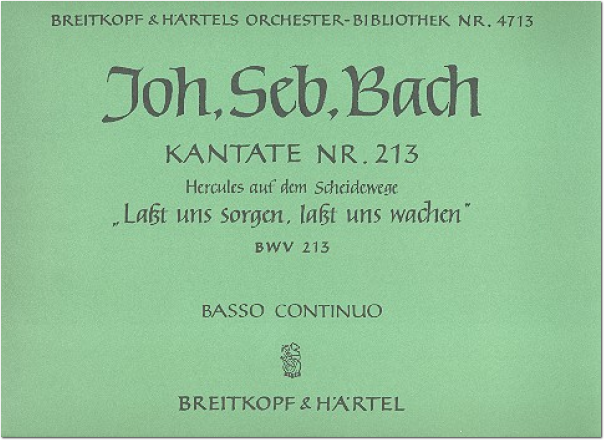 BREITKOPF & HÄRTELS ORCHESTER-BIBLIOTHEK NR. 4713
Joh. Seb. Bach
KANTATE NR. 213
Hercules auf dem Scheidewege
„Laßt uns sorgen, laßt uns wachen"
BWV 213
BASSO CONTINUO
BREITKOPF & HÄRTEL